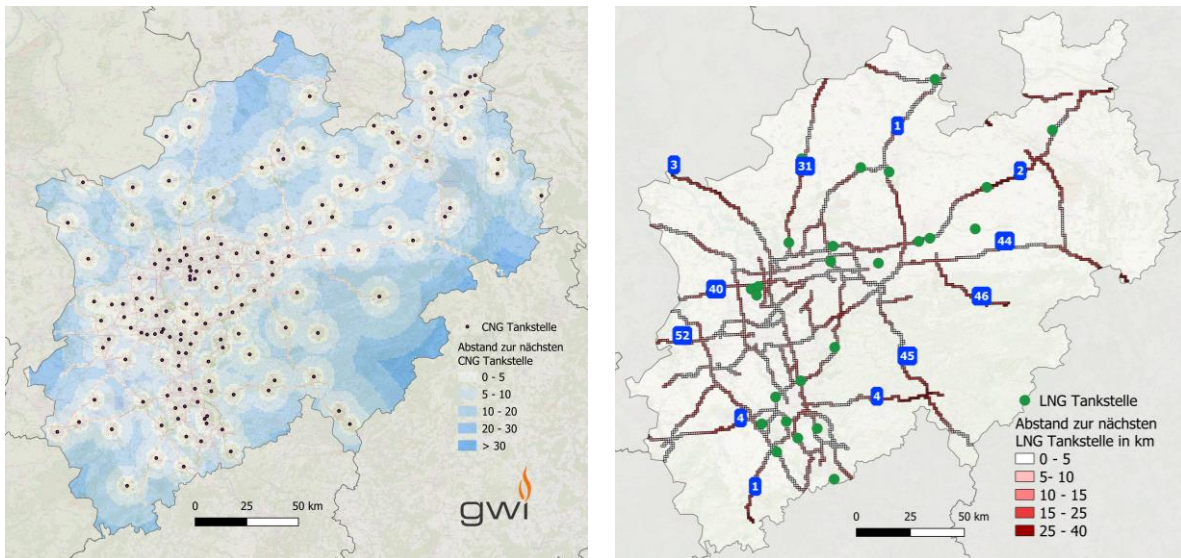 CNG Tankstelle
Abstand zur nächsten
CNG Tankstelle
0 - 5
5 - 10
10 - 20
20 - 30
> 30
0 25 50 km
gwi
1
31
3
2
44
40
46
52
45
4
4
1
LNG Tankstelle
Abstand zur nächsten
LNG Tankstelle in km
0 - 5
5- 10
10 - 15
15 - 25
25 - 40
0 25 50 km